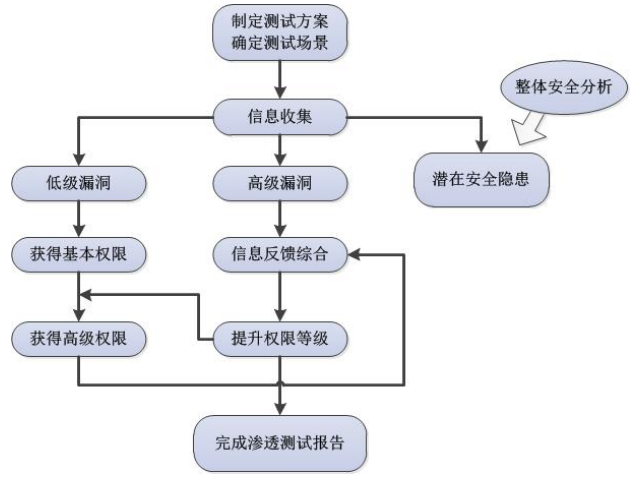 制定测试方案
确定测试场景
整体安全分析
信息收集
低级漏洞
高级漏洞
潜在安全隐患
获得基本权限
信息反馈综合
获得高级权限
提升权限等级
完成渗透测试报告